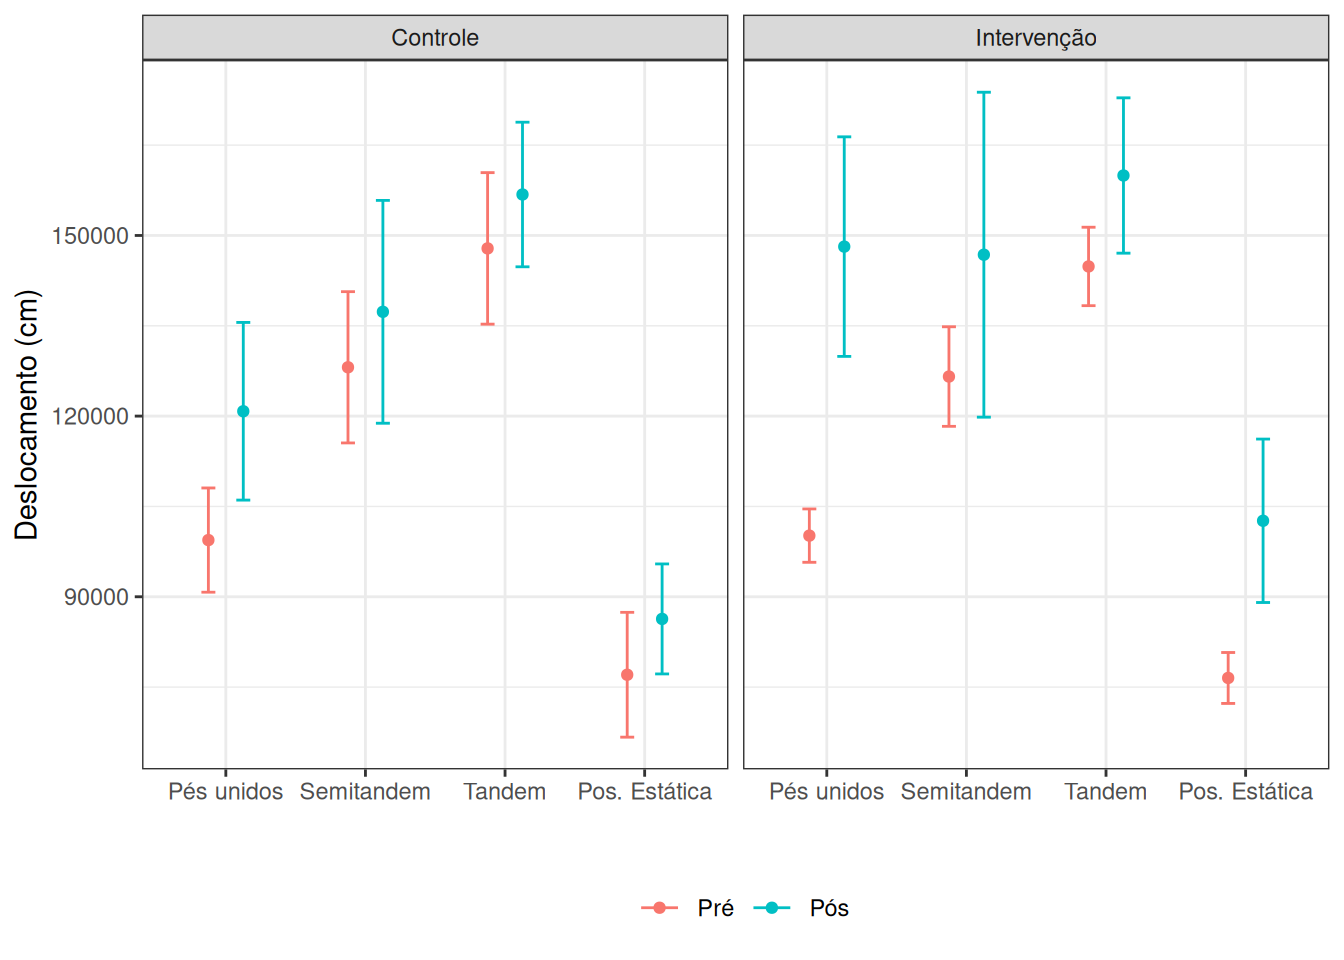 Controle
Intervenção
Deslocamento (cm)
150000
120000
90000
Pés unidos Semitandem Tandem Pos. Estática
Pés unidos Semitandem Tandem Pos. Estática
Pré Pós